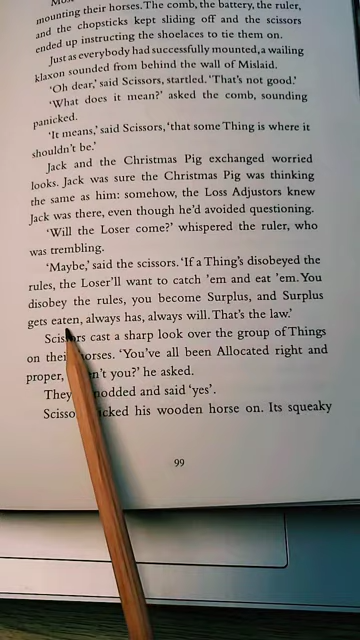 mounting their horses. The comb, the battery, the ruler,
and the chopsticks kept sliding off and the scissors
ended up instructing the shoelaces to tie them on.
Just as everybody had successfully mounted, a wailing
klaxon sounded from behind the wall of Mislaid.
‘Oh dear,’ said Scissors, startled. ‘That’s not good.’
‘What does it mean?’ asked the comb, sounding
panicked.
‘It means,’ said Scissors, ‘that some Thing is where it
shouldn’t be.’
Jack and the Christmas Pig exchanged worried
looks. Jack was sure the Christmas Pig was thinking
the same as him: somehow, the Loss Adjustors knew
Jack was there, even though he’d avoided questioning.
‘Will the Loser come?’ whispered the ruler, who
was trembling.
‘Maybe,’ said the scissors. ‘If a Thing’s disobeyed the
rules, the Loser’ll want to catch ’em and eat ’em. You
disobey the rules, you become Surplus, and Surplus
gets eaten, always has, always will. That’s the law.’
Scissors cast a sharp look over the group of Things
on their horses. ‘You’ve all been Allocated right and
proper, you?’ he asked.
They nodded and said ‘yes’.
his wooden horse on. Its squeaky
99